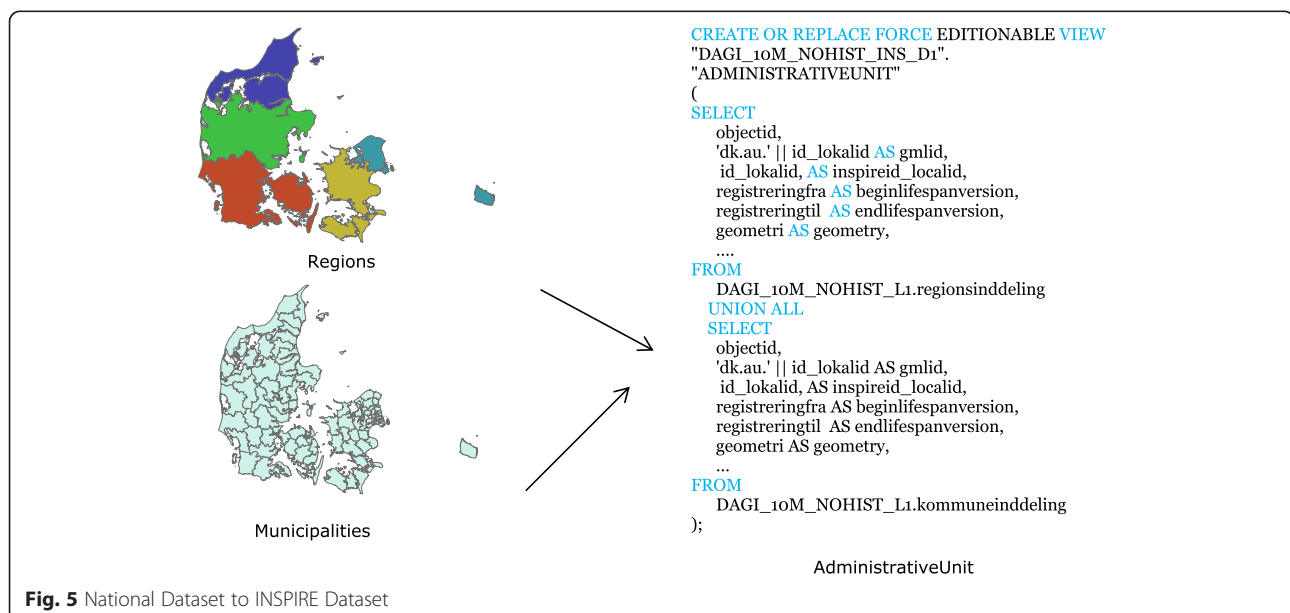 Regions
Municipalities
CREATE OR REPLACE FORCE EDITIONABLE VIEW
"DAGI_10M_NOHIST_INS_D1".
"ADMINISTRATIVEUNIT"
(
SELECT
objectid,
'dk.au.' || id_lokalid AS gmlid,
id_lokalid, AS inspireid_localid,
registreringfra AS beginlifespanversion,
registreringtil AS endlifespanversion,
geometri AS geometry,
....
FROM
DAGI_10M_NOHIST_L1.regionsinddeling
UNION ALL
SELECT
objectid,
'dk.au.' || id_lokalid AS gmlid,
id_lokalid, AS inspireid_localid,
registreringfra AS beginlifespanversion,
registreringtil AS endlifespanversion,
geometri AS geometry,
...
FROM
DAGI_10M_NOHIST_L1.kommuneinddeling
);
AdministrativeUnit
Fig. 5 National Dataset to INSPIRE Dataset